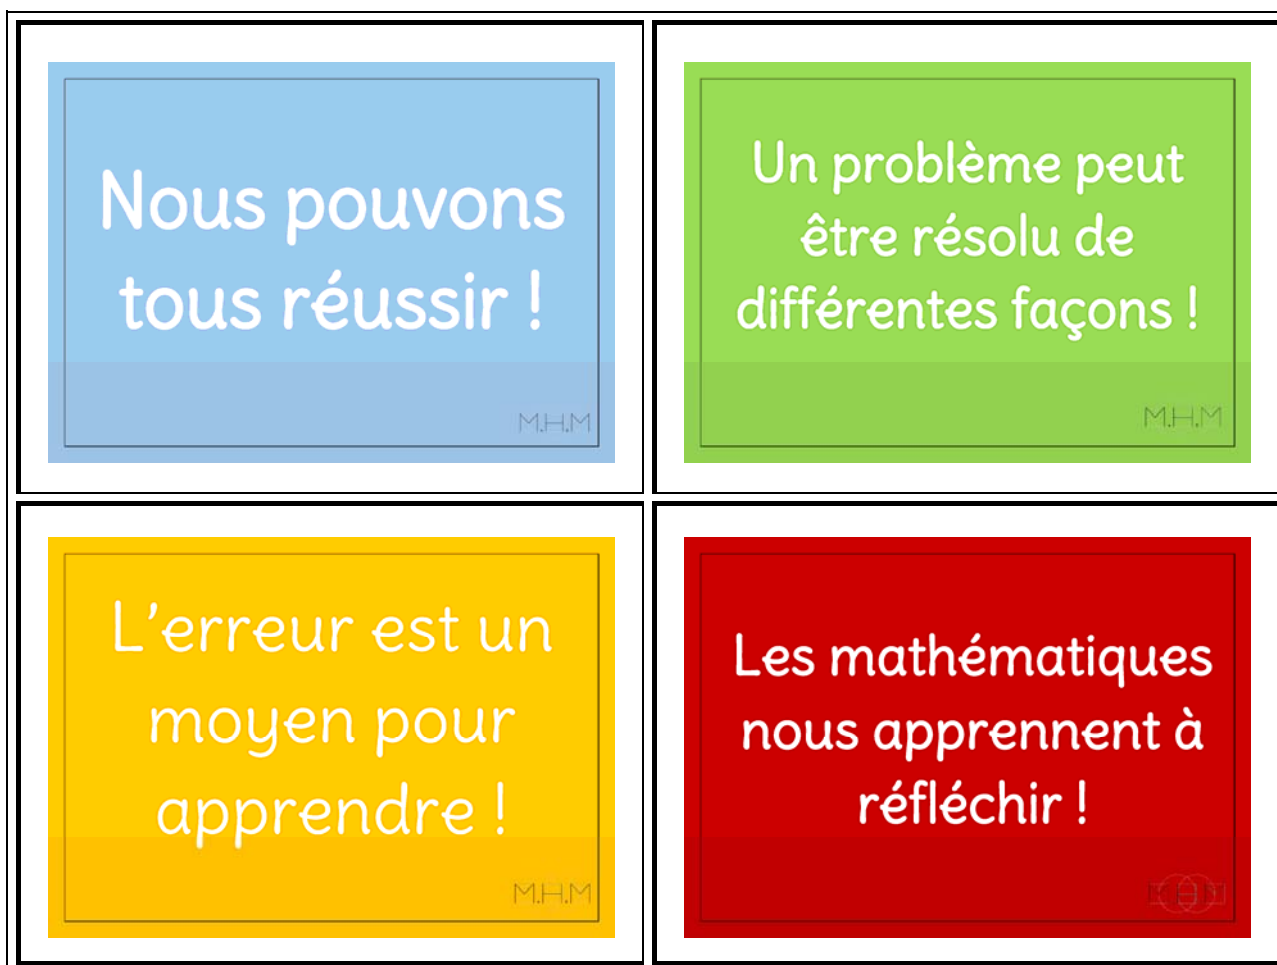 Nous pouvons
tous réussir !
M.H.M
Un problème peut
être résolu de
différentes façons !
M.H.M
L'erreur est un
moyen pour
apprendre !
M.H.M
Les mathématiques
nous apprennent à
réfléchir !
M H M